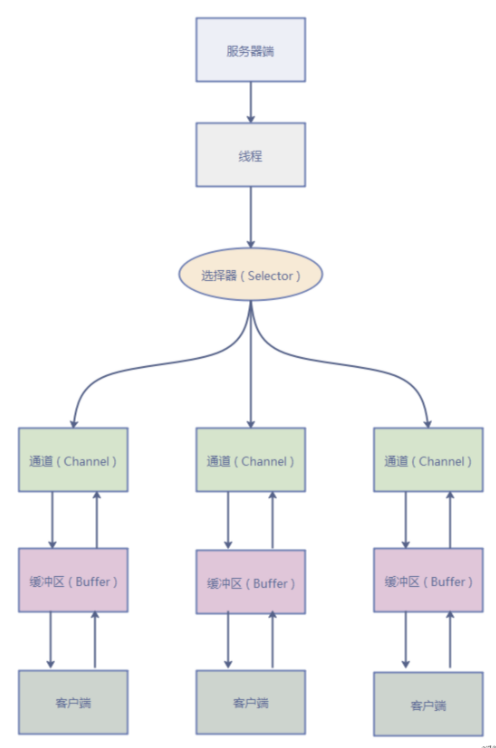 服务器端
线程
选择器 ( Selector )
通道 ( Channel ) 通道 ( Channel ) 通道 ( Channel )
缓冲区 ( Buffer ) 缓冲区 ( Buffer ) 缓冲区 ( Buffer )
客户端 客户端 客户端